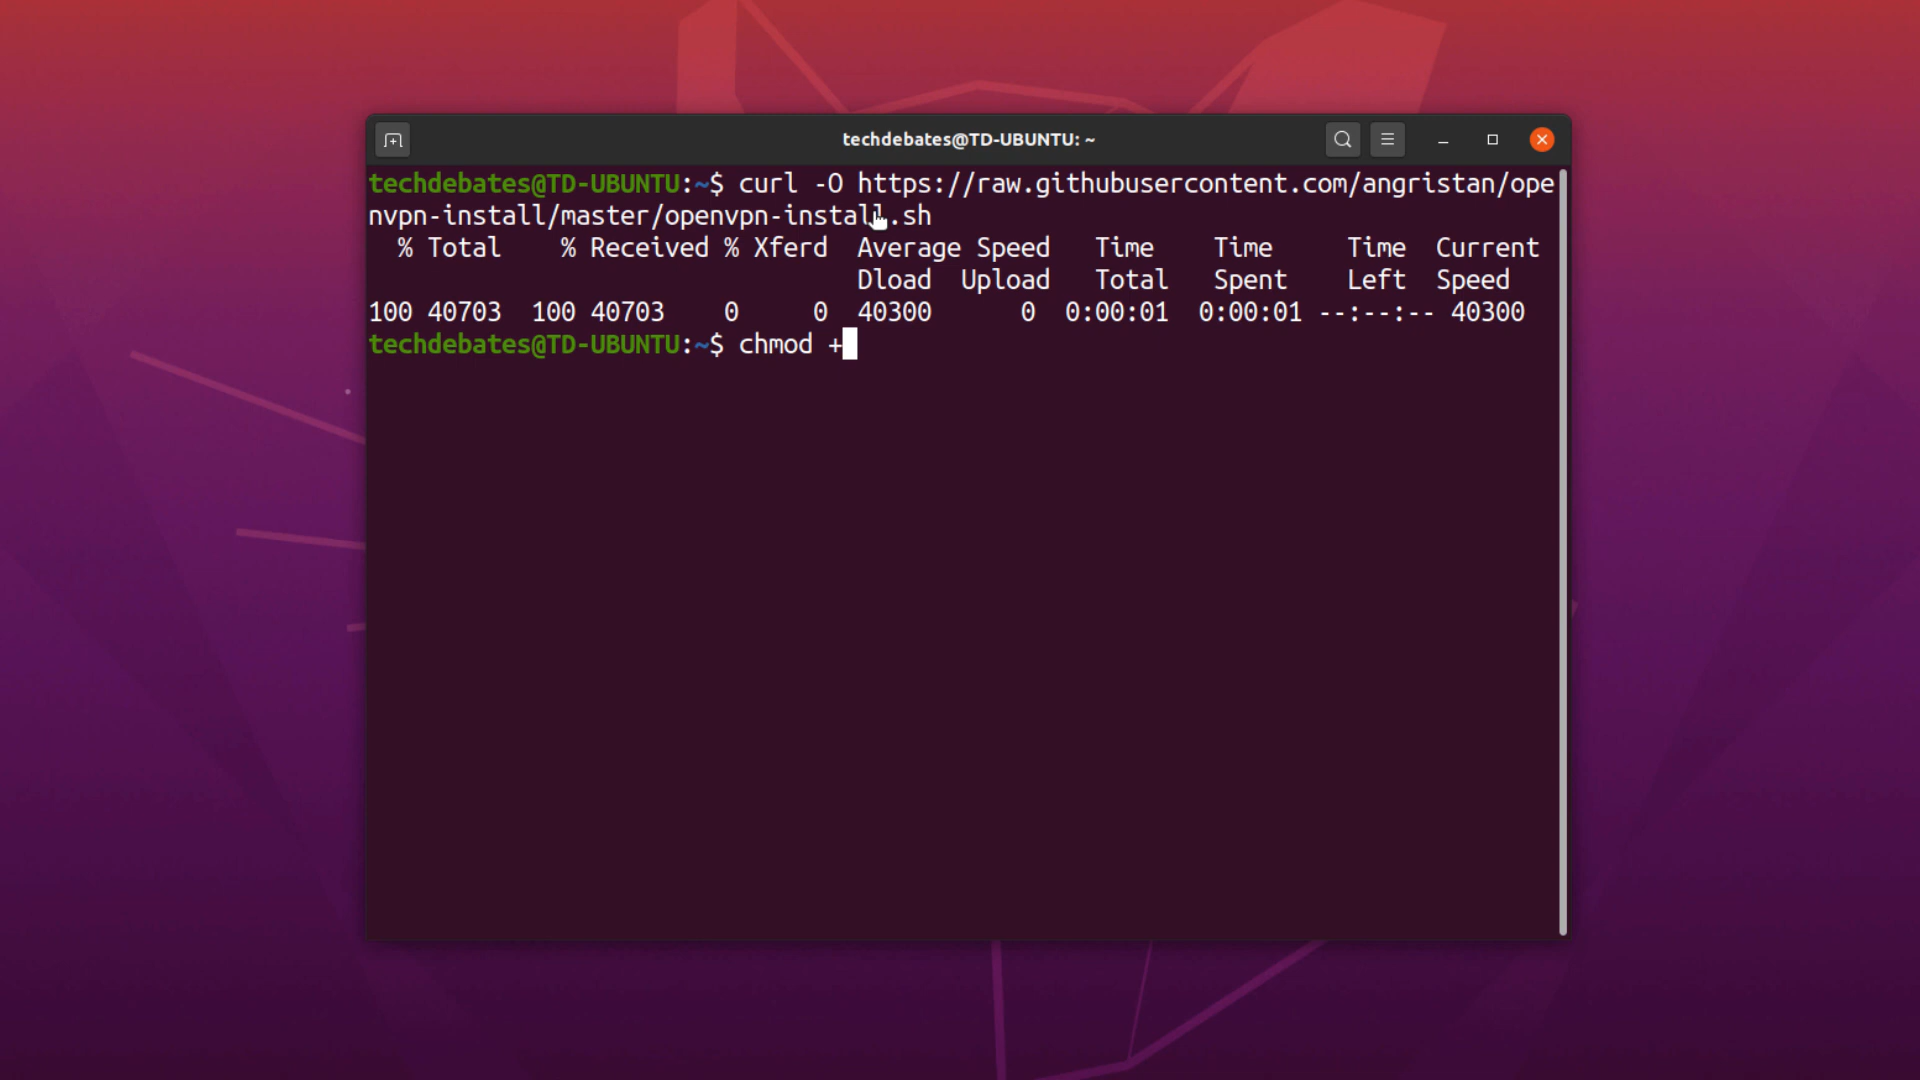 techdebates@TD-UBUNTU: ~
techdebates@TD-UBUNTU:~$ curl -O https://raw.githubusercontent.com/angristan/ope
nvpn-install/master/openvpn-install.sh
  % Total    % Received % Xferd  Average Speed   Time    Time     Time  Current
                                 Dload  Upload   Total   Spent    Left  Speed
100 40703  100 40703    0     0  40300      0  0:00:01  0:00:01 --:--:-- 40300
techdebates@TD-UBUNTU:~$ chmod +